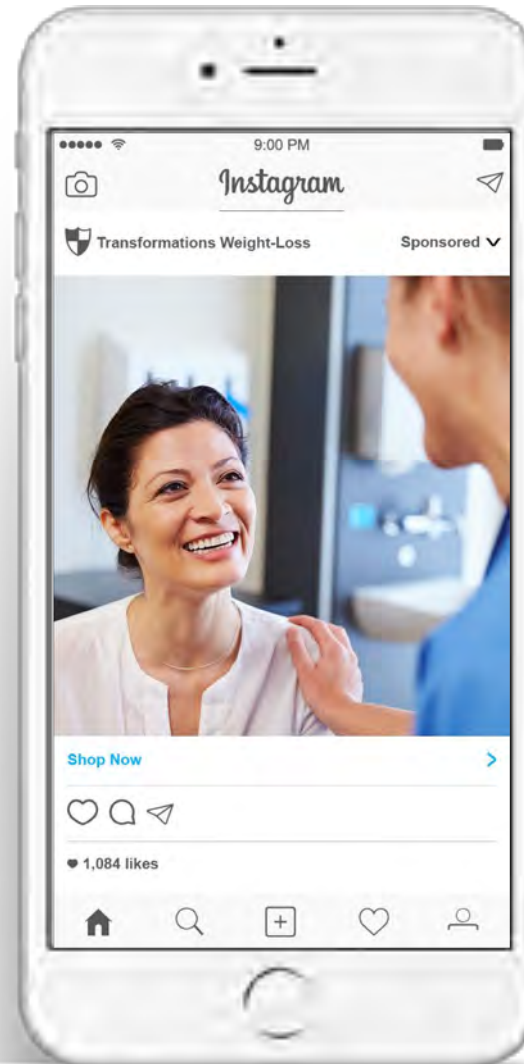 9:00 PM
Instagram
Transformations Weight-Loss Sponsored
Shop Now
1,084 likes